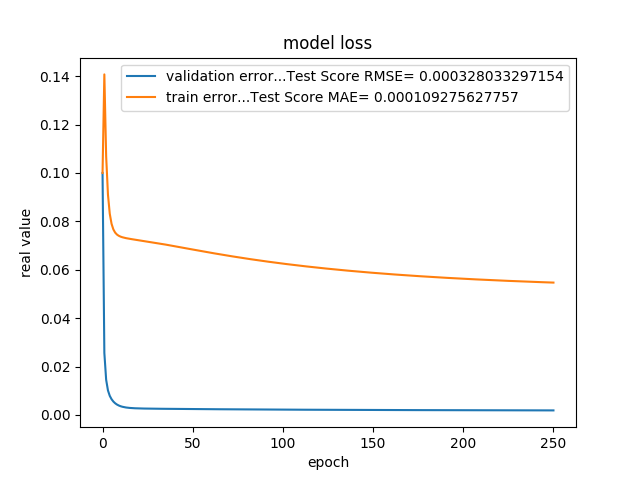 model loss
validation error...Test Score RMSE= 0.000328033297154
train error...Test Score MAE= 0.000109275627757
real value
0.14
0.12
0.10
0.08
0.06
0.04
0.02
0.00
0 50 100 150 200 250
epoch